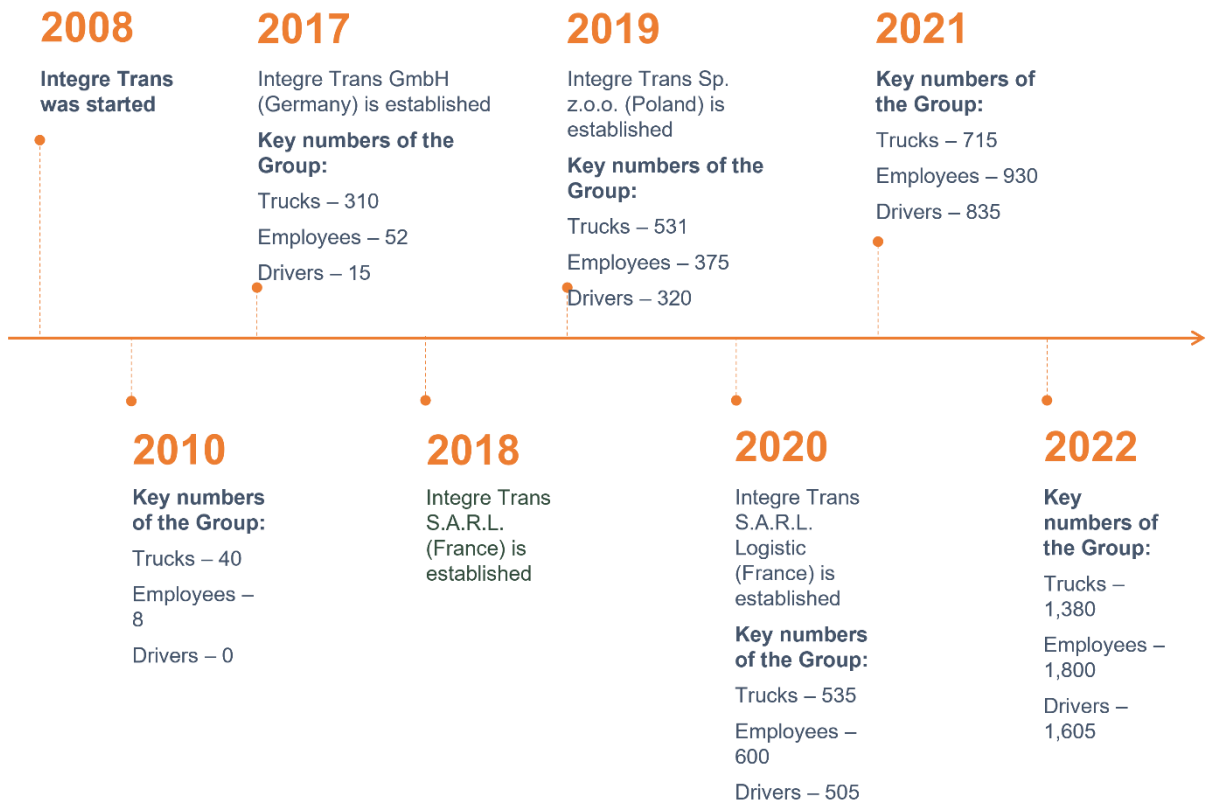 2008
Integre Trans
was started
2017
Integre Trans GmbH
(Germany) is established
Key numbers of the
Group:
Trucks – 310
Employees – 52
Drivers – 15
2019
Integre Trans Sp.
z.o.o. (Poland) is
established
Key numbers of the
Group:
Trucks – 531
Employees – 375
Drivers – 320
2021
Key numbers of
the Group:
Trucks – 715
Employees – 930
Drivers – 835
2010
Key numbers
of the Group:
Trucks – 40
Employees –
8
Drivers – 0
2018
Integre Trans
S.A.R.L.
(France) is
established
2020
Integre Trans
S.A.R.L.
Logistic
(France) is
established
Key numbers
of the Group:
Trucks – 535
Employees –
600
Drivers – 505
2022
Key
numbers of
the Group:
Trucks –
1,380
Employees –
1,800
Drivers –
1,605